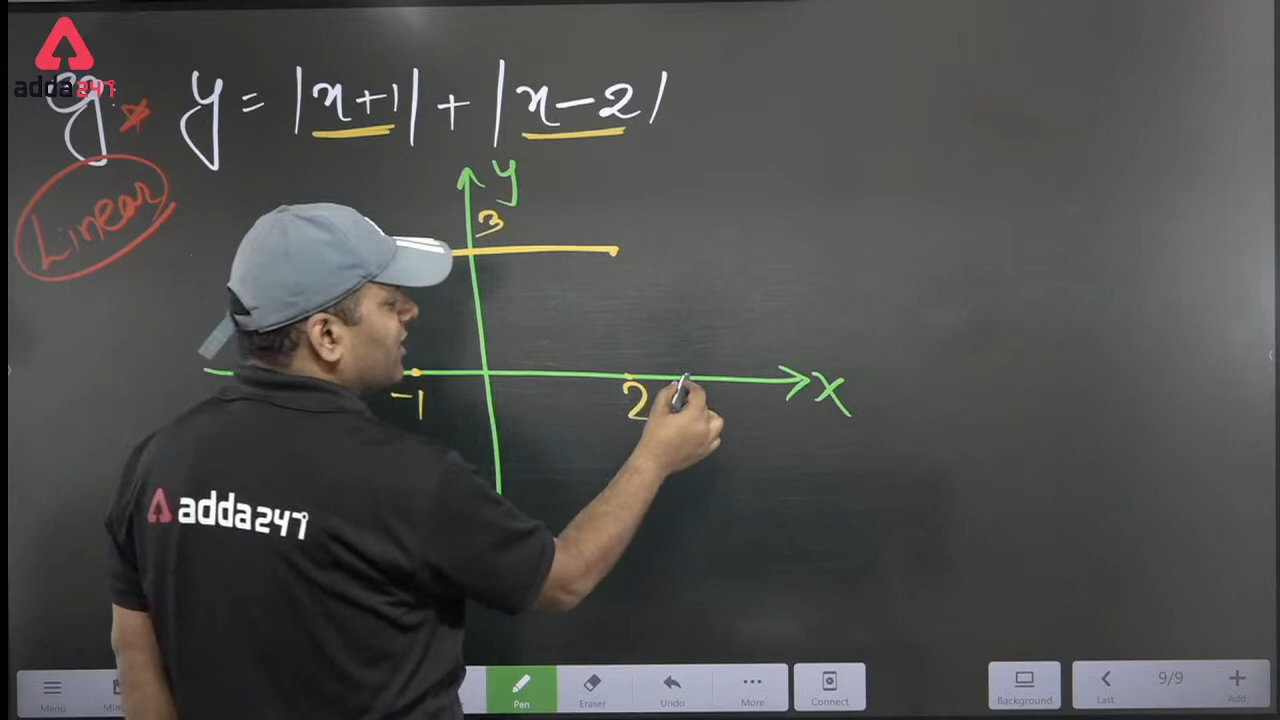 adda247
eg: * y = |x+1| + |x-2|
Linear
y
3
-1
2
x
adda247
Menu
Pen
Eraser
Undo
More
Connect
Background
Last
9/9
Add